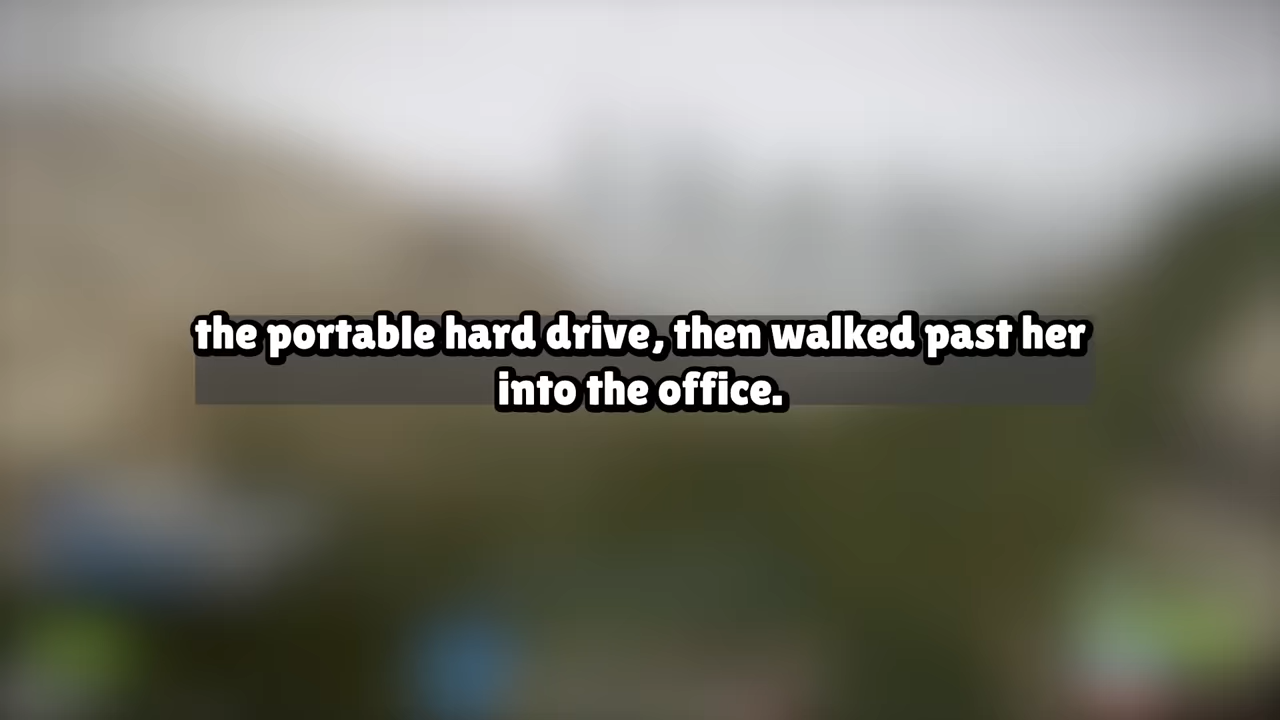 the portable hard drive, then walked past her
into the office.